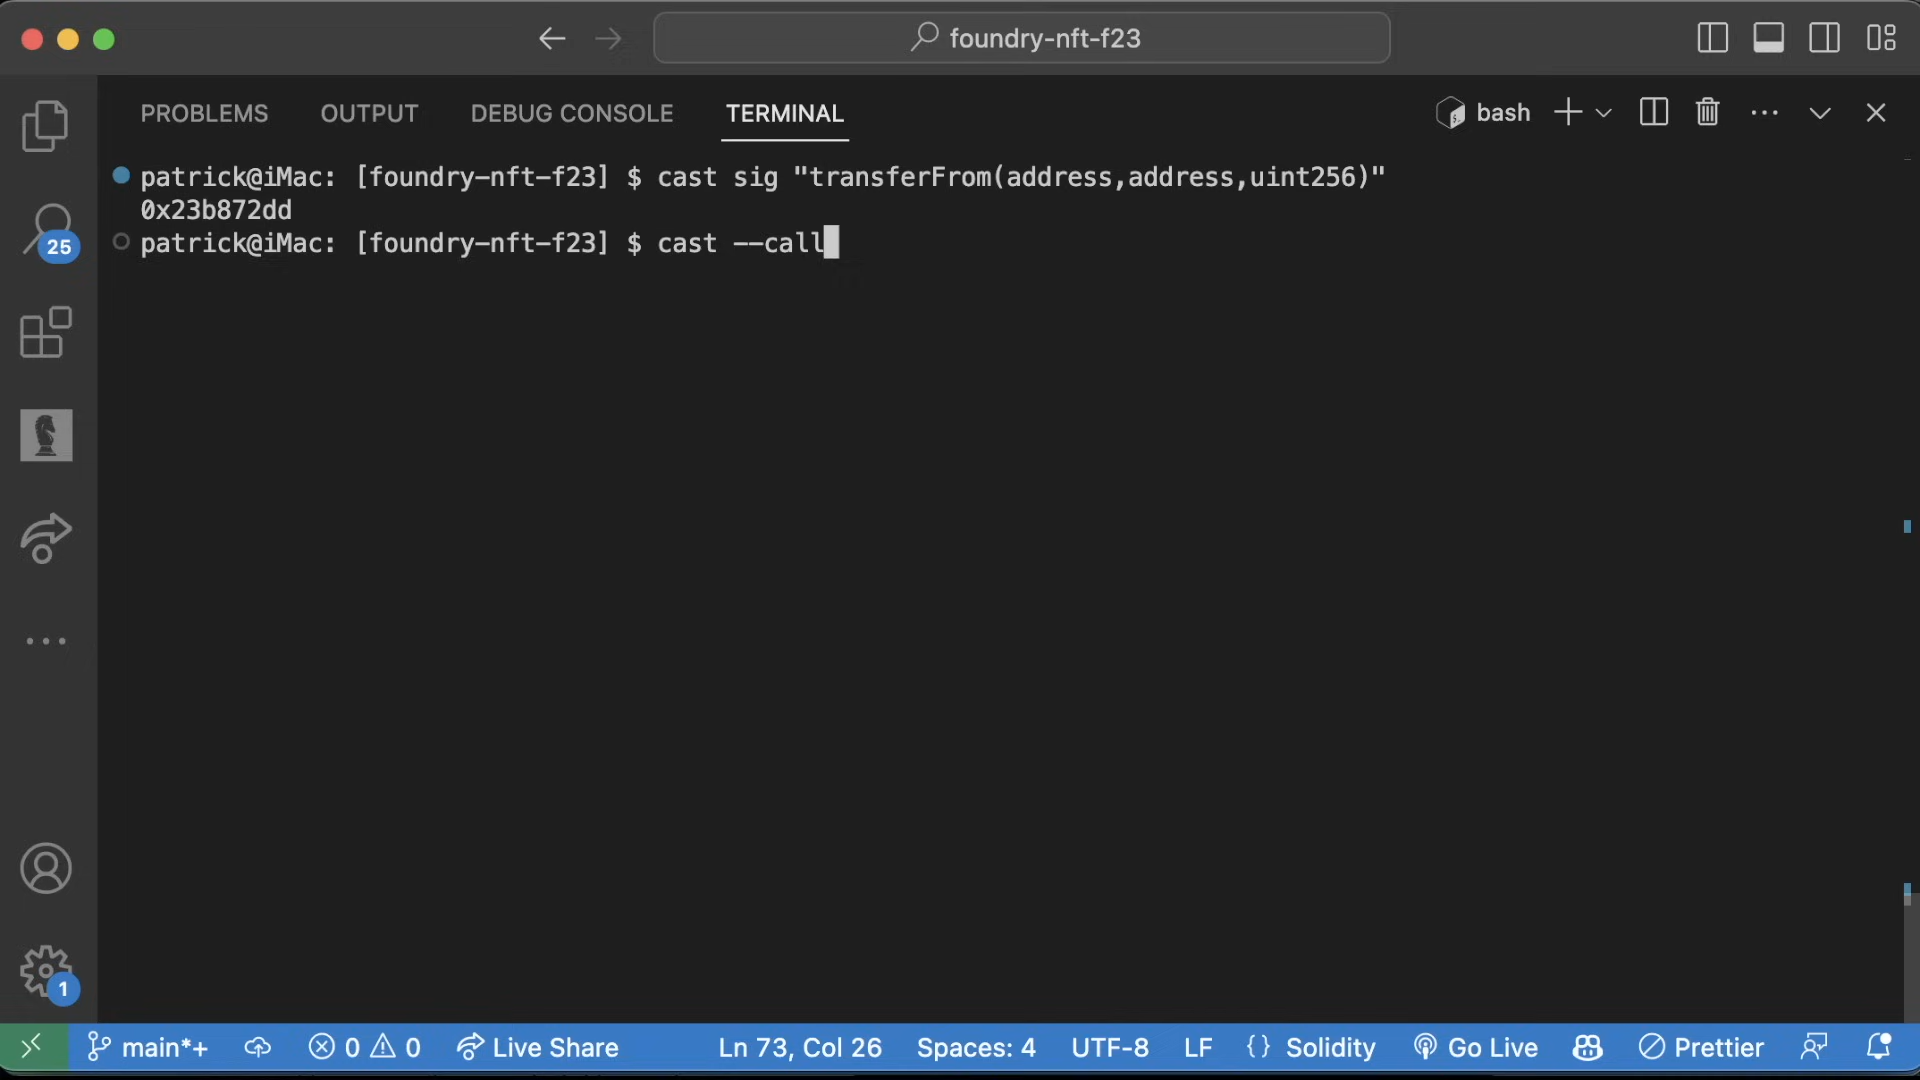 foundry-nft-f23
PROBLEMS OUTPUT DEBUG CONSOLE TERMINAL bash
patrick@iMac: [foundry-nft-f23] $ cast sig "transferFrom(address,address,uint256)"
0x23b872dd
patrick@iMac: [foundry-nft-f23] $ cast --call
25
1
main*+ 0 0 Live Share Ln 73, Col 26 Spaces: 4 UTF-8 LF {} Solidity Go Live Prettier